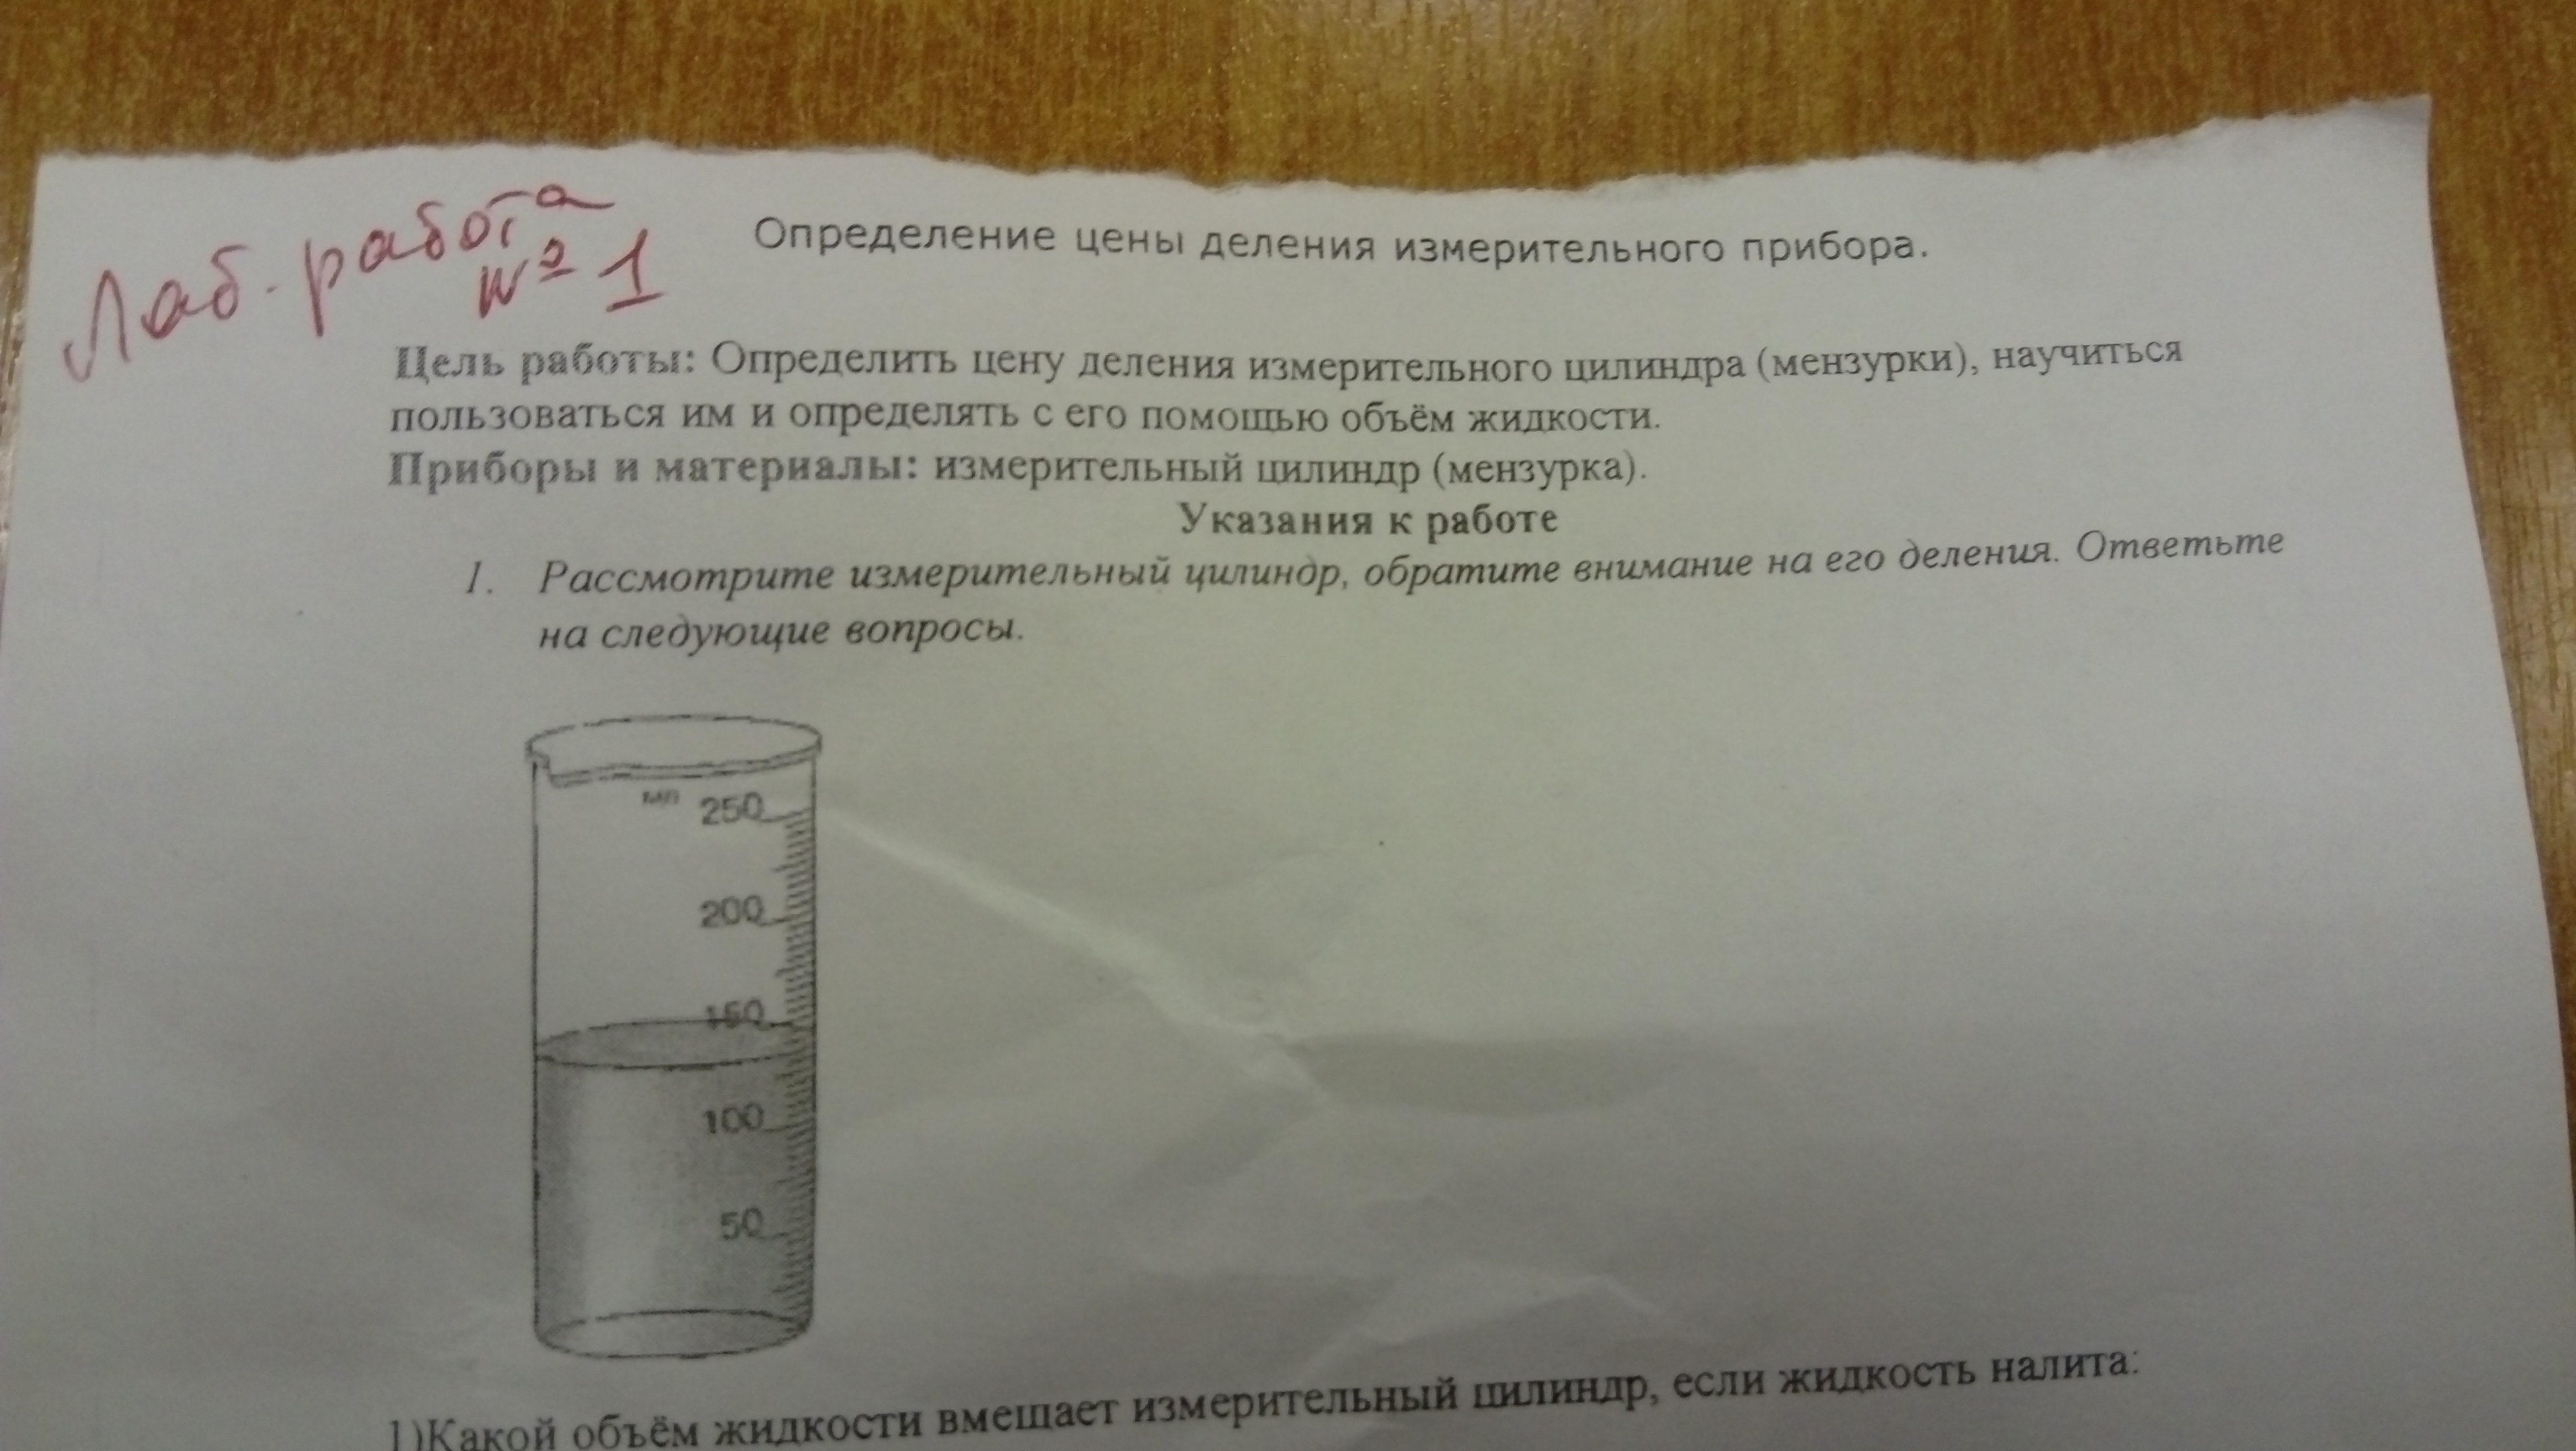 Лаб. работа
№ 1
Определение цены деления измерительного прибора.
Цель работы: Определить цену деления измерительного цилиндра (мензурки), научиться
пользоваться им и определять с его помощью объём жидкости.
Приборы и материалы: измерительный цилиндр (мензурка).
Указания к работе
1. Рассмотрите измерительный цилиндр, обратите внимание на его деления. Ответьте
на следующие вопросы.
мл
250
200
150
100
50
1)Какой объём жидкости вмещает измерительный цилиндр, если жидкость налита: